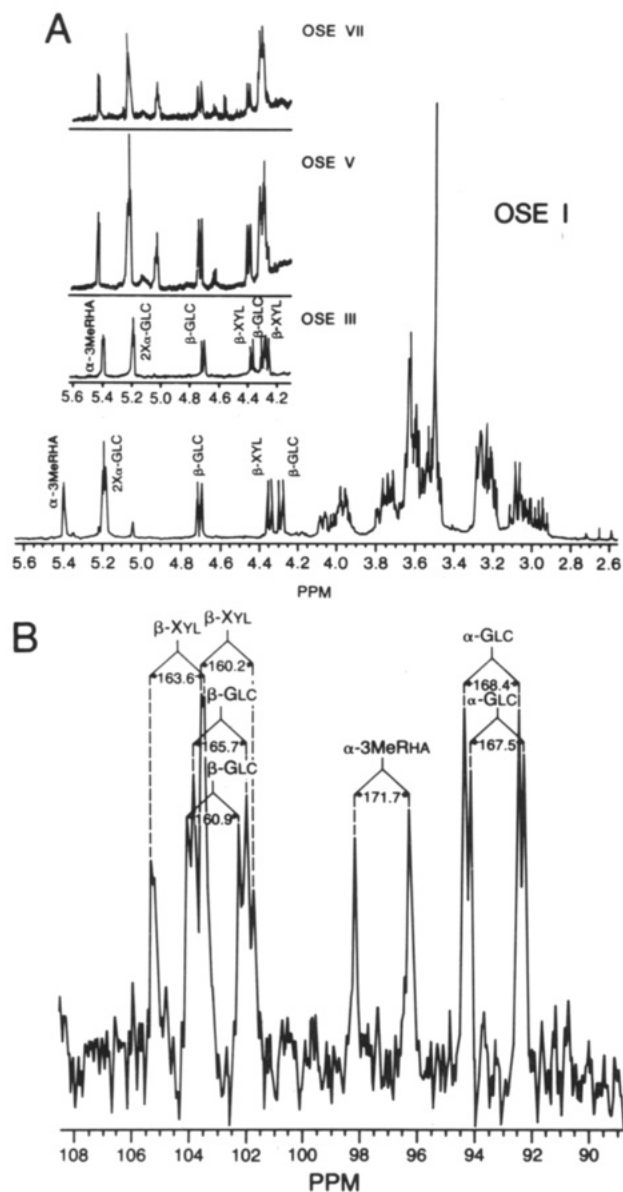 A
OSE VII
OSE V
OSE I
α-3MeRHA
2Xα-GLC
β-GLC
β-XYL
β-GLC
β-XYL
OSE III
5.6 5.4 5.2 5.0 4.8 4.6 4.4 4.2
α-3MeRHA
2Xα-GLC
β-GLC
β-XYL
β-GLC
5.6 5.4 5.2 5.0 4.8 4.6 4.4 4.2 4.0 3.8 3.6 3.4 3.2 3.0 2.8 2.6
PPM
B
β-XYL
β-XYL
α-GLC
163.6
160.2
168.4
β-GLC
α-GLC
165.7
167.5
β-GLC
α-3MeRHA
160.9
171.7
108 106 104 102 100 98 96 94 92 90
PPM